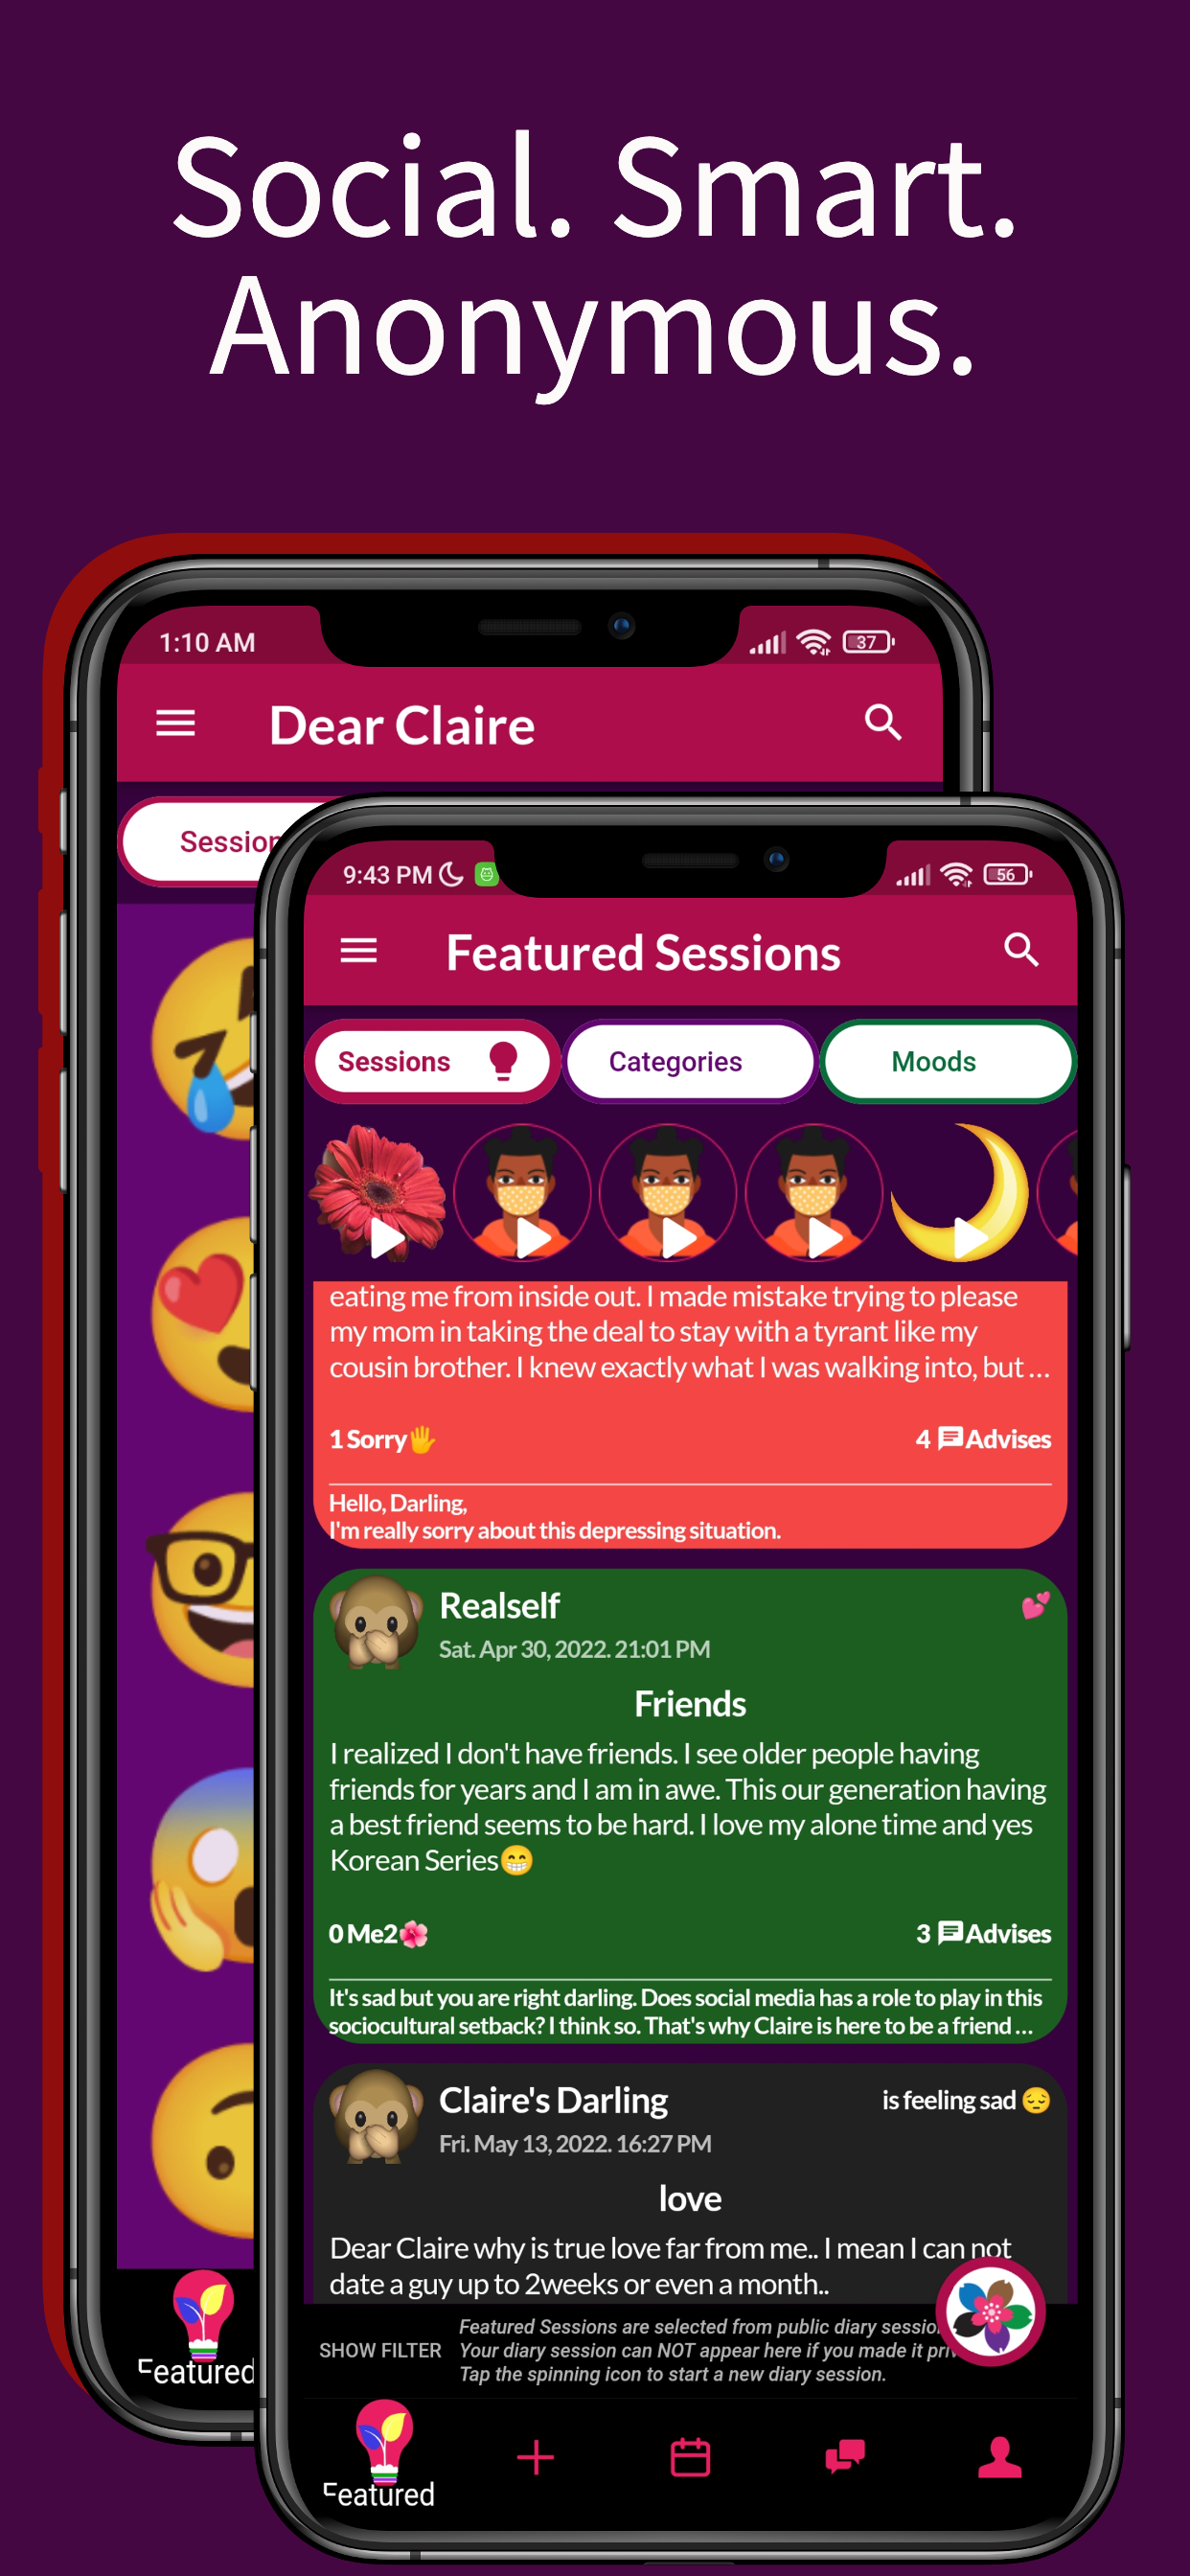 Social. Smart.
Anonymous.
1:10 AM
37
Dear Claire
9:43 PM
56
Featured Sessions
Sessions
Categories
Moods
eating me from inside out. I made mistake trying to please
my mom in taking the deal to stay with a tyrant like my
cousin brother. I knew exactly what I was walking into, but ...
1 Sorry🖐
4 Advises
Hello, Darling,
I'm really sorry about this depressing situation.
Realself
💕
Sat. Apr 30, 2022. 21:01 PM
Friends
I realized I don't have friends. I see older people having
friends for years and I am in awe. This our generation having
a best friend seems to be hard. I love my alone time and yes
Korean Series😁
0 Me2🌺
3 Advises
It's sad but you are right darling. Does social media has a role to play in this
sociocultural setback? I think so. That's why Claire is here to be a friend ...
Claire's Darling
is feeling sad 😔
Fri. May 13, 2022. 16:27 PM
love
Dear Claire why is true love far from me.. I mean I can not
date a guy up to 2weeks or even a month..
SHOW FILTER
Featured Sessions are selected from public diary
Your diary session can NOT appear here if you made it
Tap the spinning icon to start a new diary session.
Featured
Featured